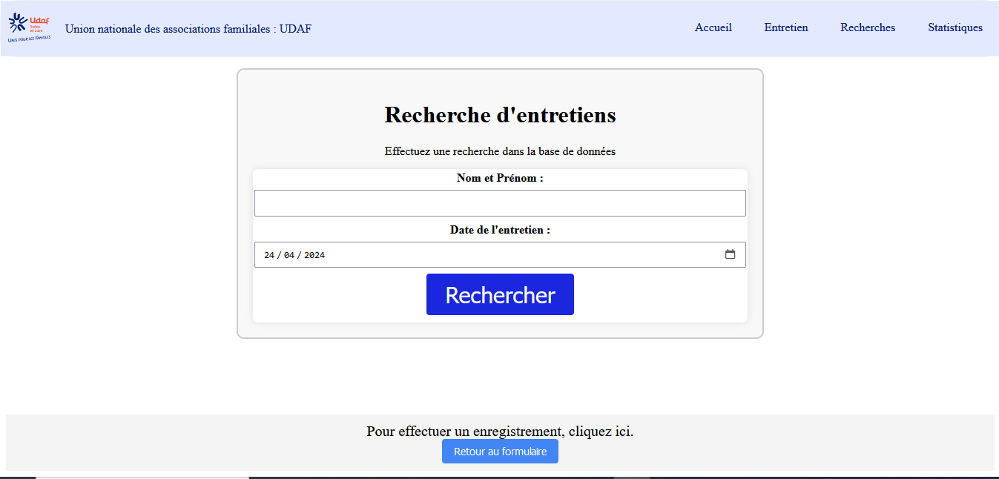 Udaf
Saône-
et-Loire
Unis pour les Familles
Union nationale des associations familiales : UDAF
Accueil
Entretien
Recherches
Statistiques
Recherche d'entretiens
Effectuez une recherche dans la base de données
Nom et Prénom :
Date de l'entretien :
24 / 04 / 2024
Rechercher
Pour effectuer un enregistrement, cliquez ici.
Retour au formulaire